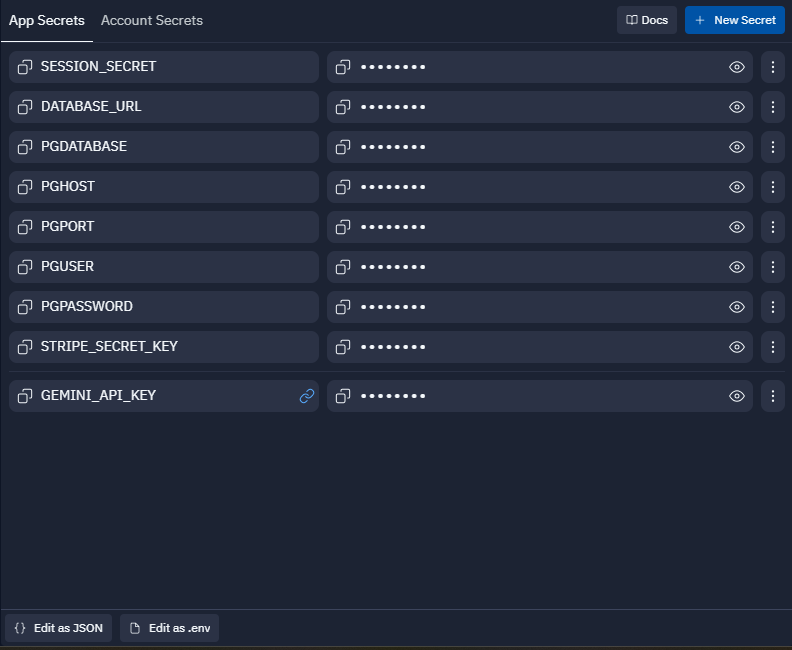 App Secrets Account Secrets Docs New Secret
SESSION_SECRET ••••••••
DATABASE_URL ••••••••
PGDATABASE ••••••••
PGHOST ••••••••
PGPORT ••••••••
PGUSER ••••••••
PGPASSWORD ••••••••
STRIPE_SECRET_KEY ••••••••
GEMINI_API_KEY ••••••••
Edit as JSON Edit as .env